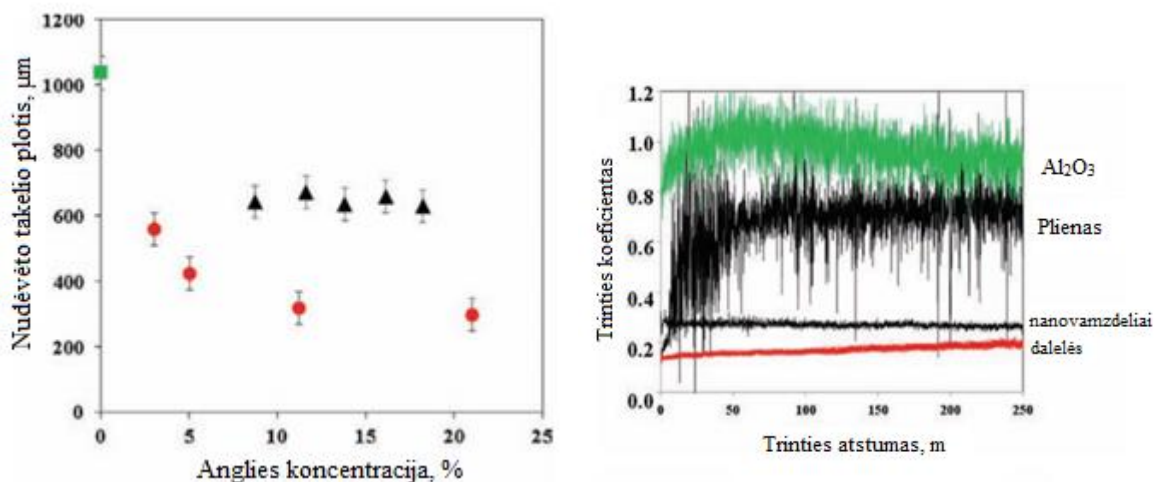 Nudėvėto takelio plotis, µm
1200
1000
800
600
400
200
0
0 5 10 15 20 25
Anglies koncentracija, %
Trinties koeficientas
1.2
1.0
0.8
0.6
0.4
0.2
0.0
0 50 100 150 200 250
Trinties atstumas, m
Al₂O₃
Plienas
nanovamzdeliai
dalelės